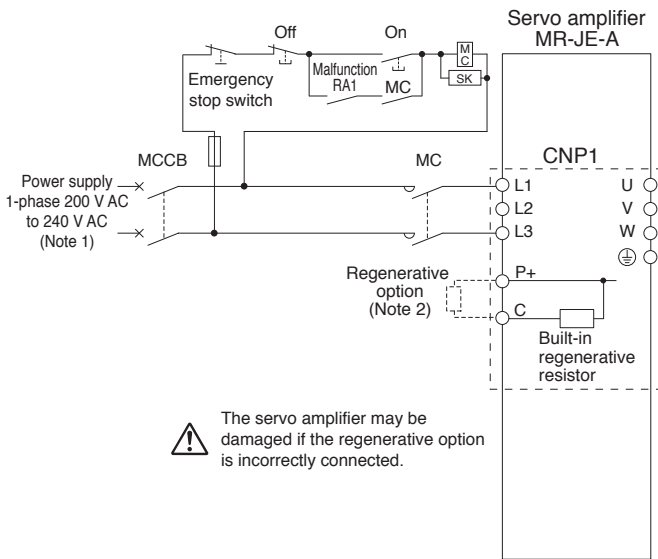 Servo amplifier
MR-JE-A
Off
On
Emergency
stop switch
Malfunction
RA1
MC
M
C
SK
MCCB
MC
CNP1
Power supply
1-phase 200 V AC
to 240 V AC
(Note 1)
L1
U
L2
V
L3
W
Regenerative
option
(Note 2)
P+
C
Built-in
regenerative
resistor
The servo amplifier may be
damaged if the regenerative option
is incorrectly connected.